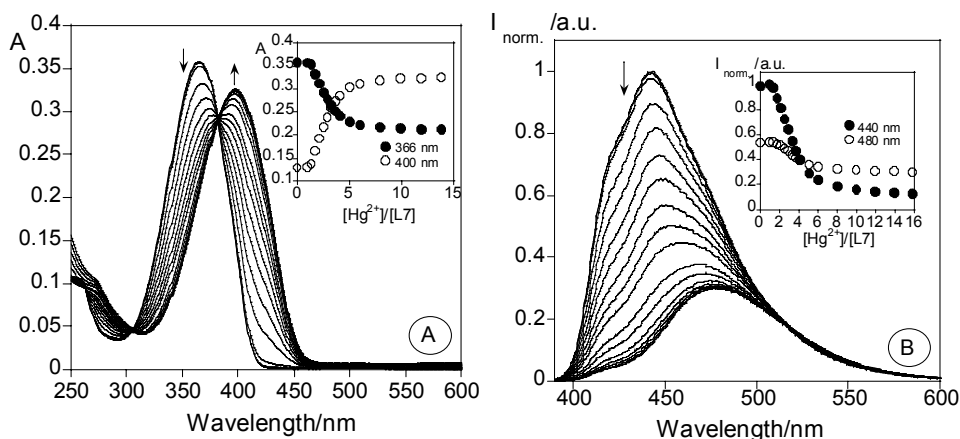 A
0.4
0.35
0.3
0.25
0.2
0.15
0.1
0.05
0
250 300 350 400 450 500 550 600
Wavelength/nm
A
0.4
0.35
0.3
0.25
0.2
0.15
0.1
0 5 10 15
[Hg2+]/[L7]
366 nm
400 nm
A
I norm. /a.u.
1
0.8
0.6
0.4
0.2
0
400 450 500 550 600
Wavelength/nm
I norm. /a.u.
1
0.8
0.6
0.4
0.2
0
0 2 4 6 8 10 12 14 16
[Hg2+]/[L7]
440 nm
480 nm
B